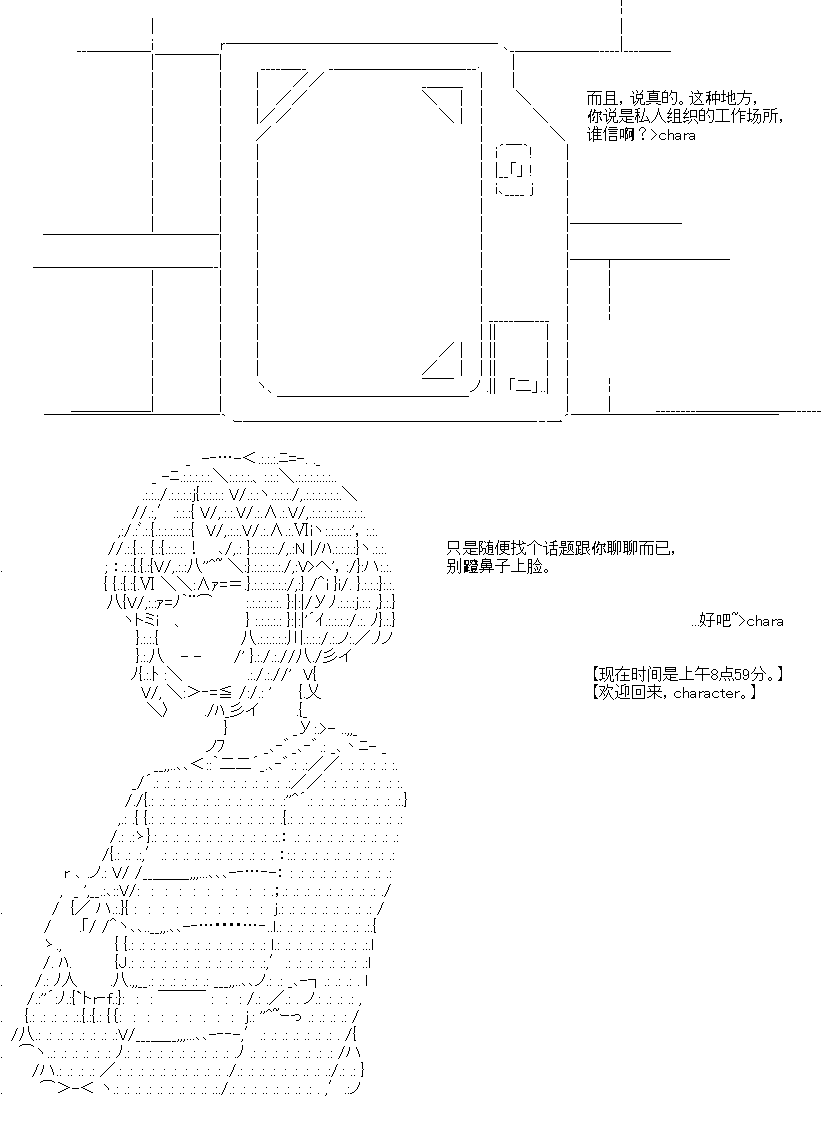 而且，说真的。这种地方，
你说是私人组织的工作场所，
谁信啊？>chara
只是随便找个话题跟你聊聊而已，
别蹬鼻子上脸。
...好吧~>chara
【现在时间是上午8点59分。】
【欢迎回来，character。】